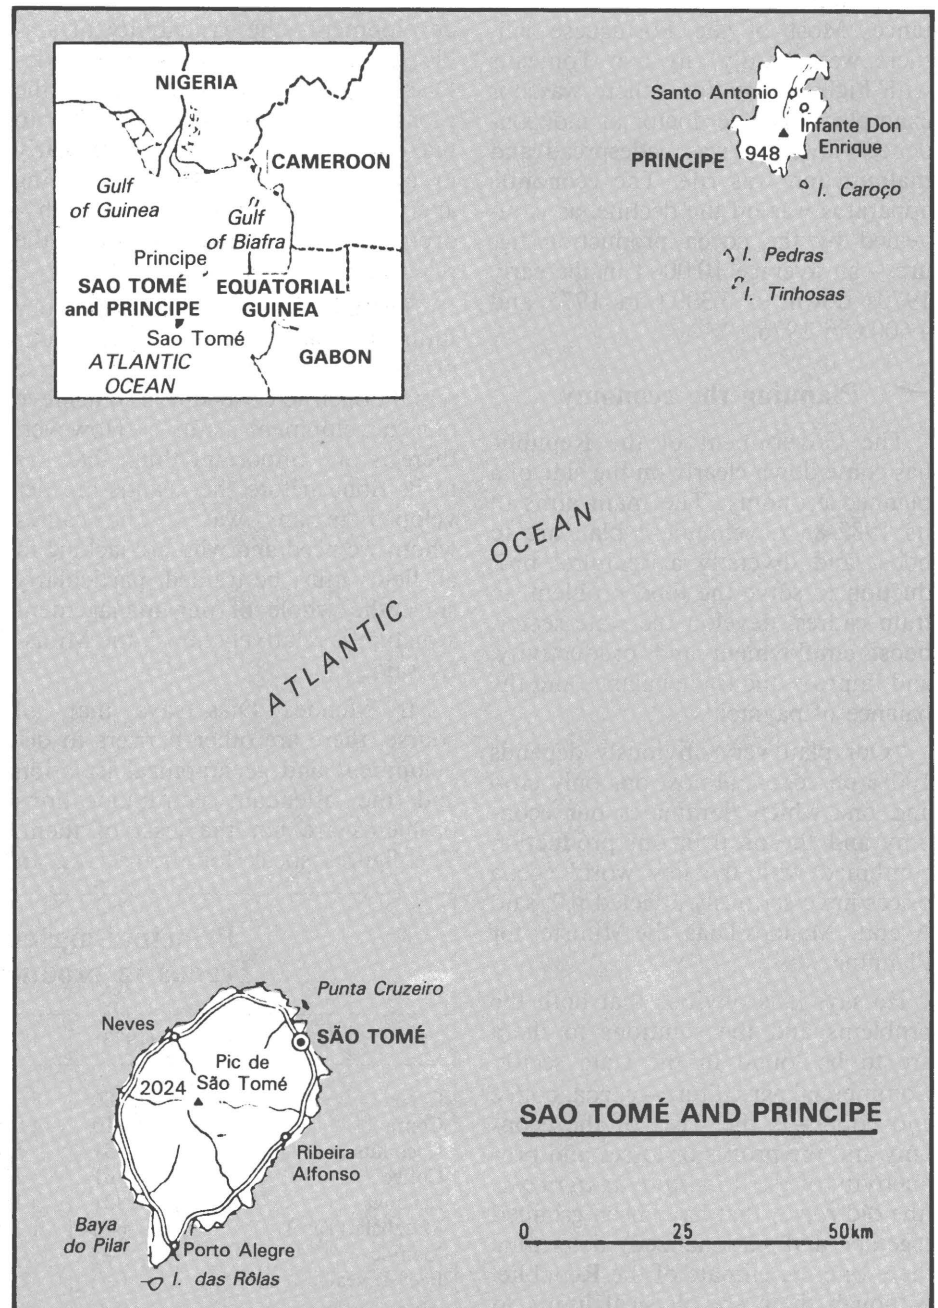 NIGERIA
CAMEROON
Gulf
of Guinea
Gulf
of Biafra
Principe
SAO TOMÉ
and PRINCIPE
EQUATORIAL
GUINEA
Sao Tomé
ATLANTIC
OCEAN
GABON
Santo Antonio
Infante Don
Enrique
PRINCIPE
948
I. Caroço
I. Pedras
I. Tinhosas
ATLANTIC OCEAN
Punta Cruzeiro
Neves
SÃO TOMÉ
Pic de
São Tomé
2024
Ribeira
Alfonso
Baya
do Pilar
Porto Alegre
I. das Rôlas
SAO TOMÉ AND PRINCIPE
0 25 50km